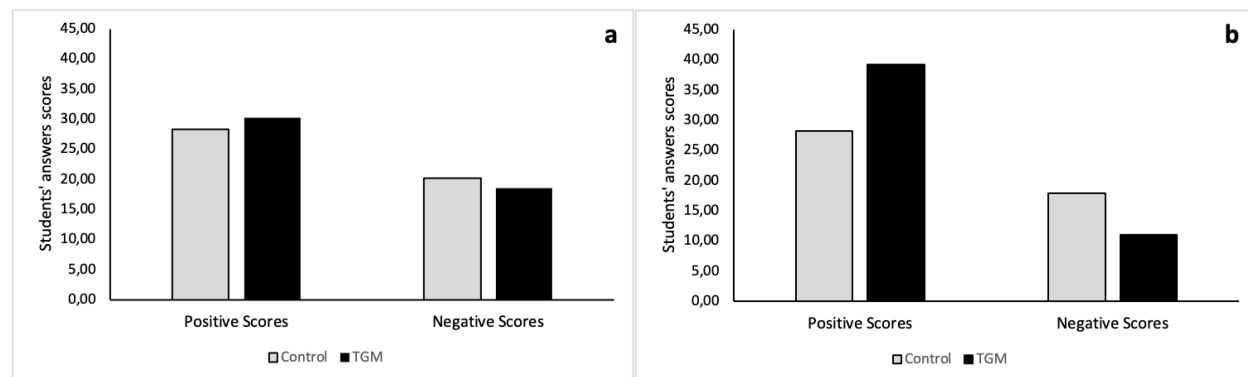 a
45,00
40,00
35,00
30,00
25,00
20,00
15,00
10,00
5,00
0,00
Students' answers scores
Positive Scores
Negative Scores
Control
TGM
b
45,00
40,00
35,00
30,00
25,00
20,00
15,00
10,00
5,00
0,00
Students' answers scores
Positive Scores
Negative Scores
Control
TGM